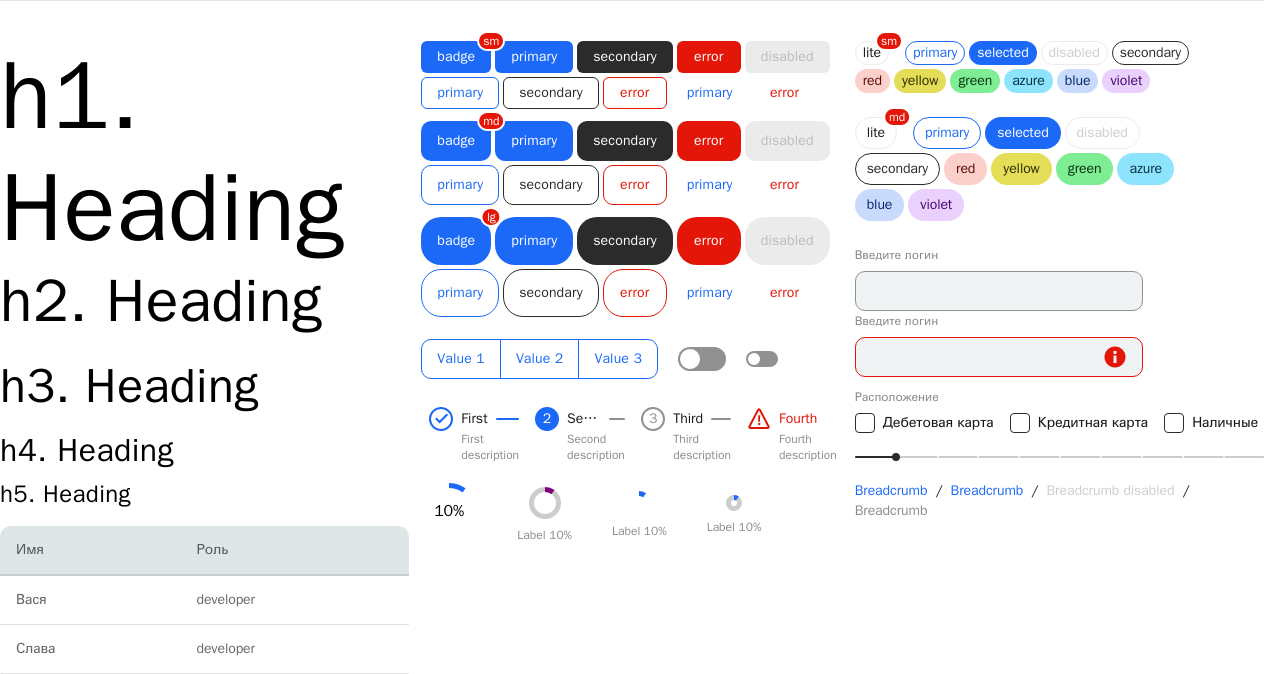 h1.
Heading
h2. Heading
h3. Heading
h4. Heading
h5. Heading
Имя Роль
Вася developer
Слава developer
sm
badge primary secondary error disabled
primary secondary error primary error
md
badge primary secondary error disabled
primary secondary error primary error
lg
badge primary secondary error disabled
primary secondary error primary error
Value 1 Value 2 Value 3
First 2 Se··· 3 Third Fourth
First Second Third Fourth
description description description description
10%
Label 10% Label 10% Label 10%
sm
lite primary selected disabled secondary
red yellow green azure blue violet
md
lite primary selected disabled
secondary red yellow green azure
blue violet
Введите логин
Введите логин
Расположение
Дебетовая карта Кредитная карта Наличные
Breadcrumb / Breadcrumb / Breadcrumb disabled /
Breadcrumb